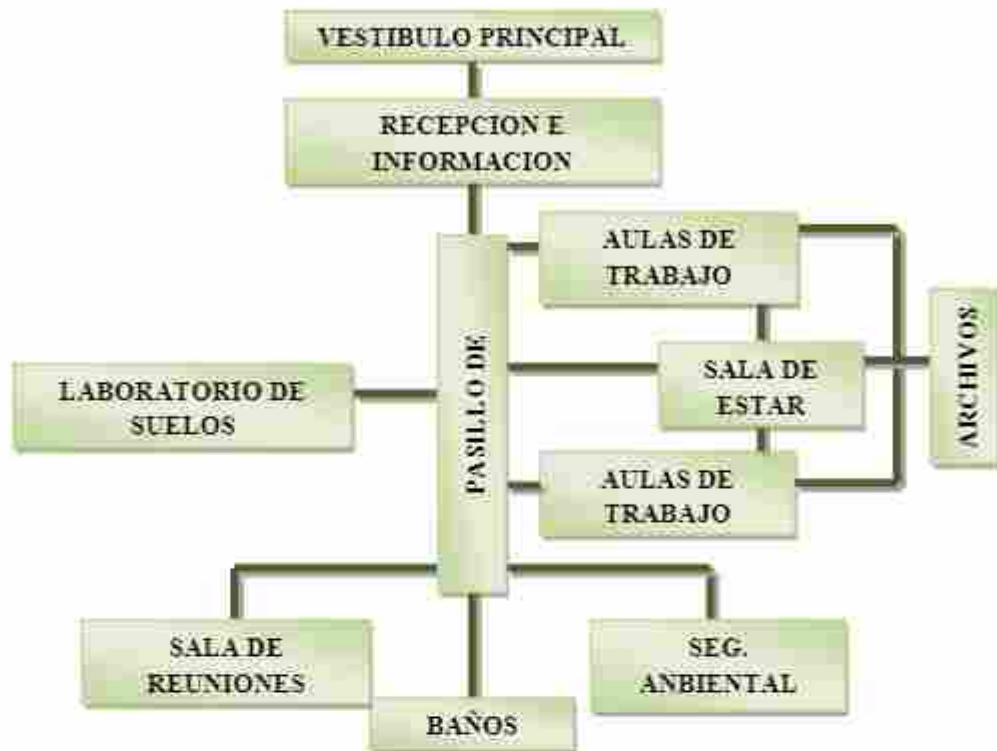 VESTIBULO PRINCIPAL
RECEPCION E
INFORMACION
AULAS DE
TRABAJO
PASILLO DE
ARCHIVOS
SALA DE
ESTAR
LABORATORIO DE
SUELOS
AULAS DE
TRABAJO
SALA DE
REUNIONES
SEG.
ANBIENTAL
BAÑOS